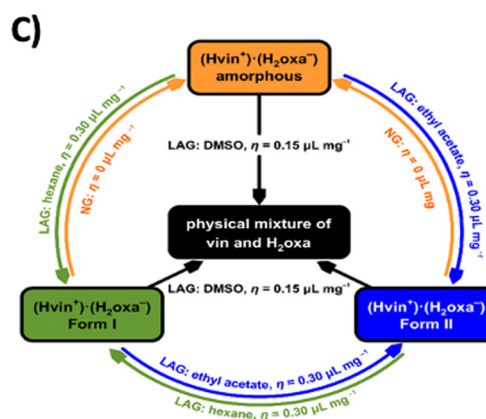 C)
(Hvin⁺)·(H₂oxa⁻)
amorphous
LAG: hexane, η = 0.30 µL mg⁻¹
NG: η = 0 µL mg⁻¹
LAG: DMSO, η = 0.15 µL mg⁻¹
NG: η = 0 µL mg
LAG: ethyl acetate, η = 0.30 µL mg⁻¹
physical mixture of
vin and H₂oxa
(Hvin⁺)·(H₂oxa⁻)
Form I
LAG: DMSO, η = 0.15 µL mg⁻¹
(Hvin⁺)·(H₂oxa⁻)
Form II
LAG: ethyl acetate, η = 0.30 µL mg⁻¹
LAG: hexane, η = 0.30 µL mg⁻¹